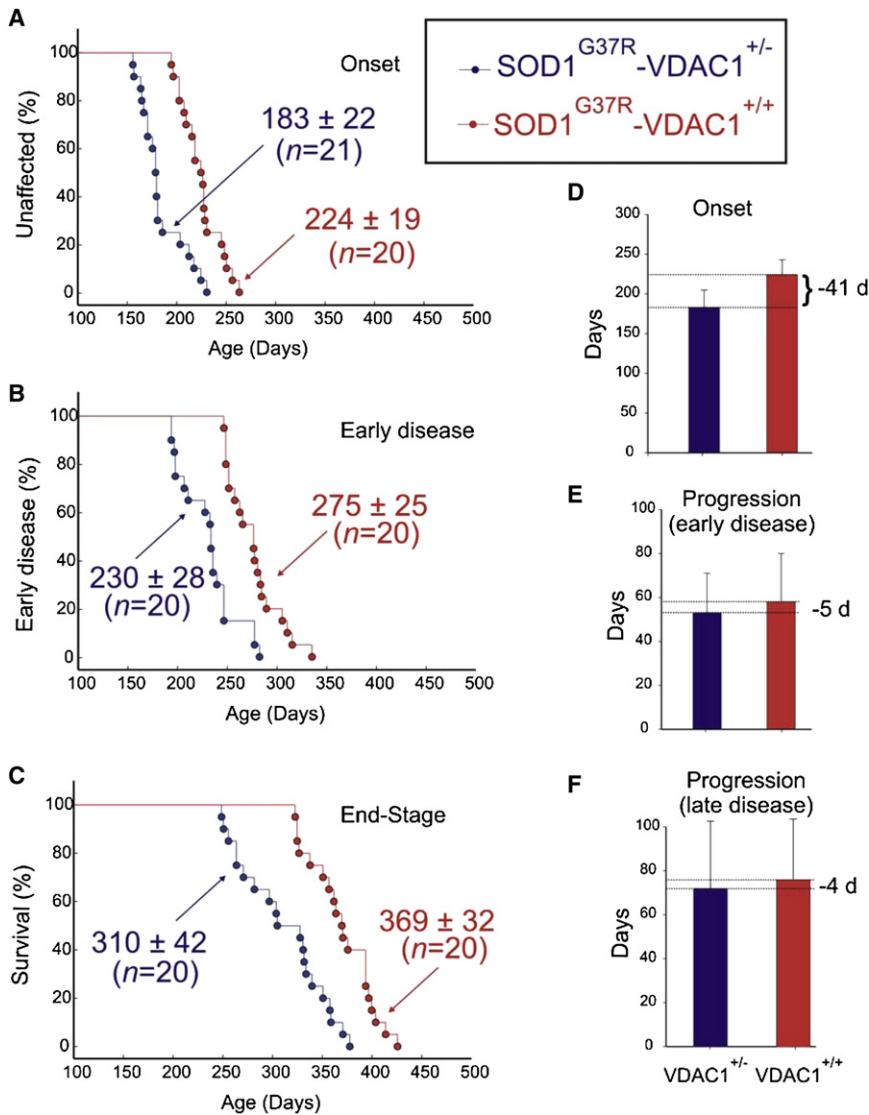 A
Onset
Unaffected (%)
100
80
60
40
20
0
183 ± 22
(n=21)
224 ± 19
(n=20)
100 150 200 250 300 350 400 450 500
Age (Days)
SOD1^G37R-VDAC1^+/-
SOD1^G37R-VDAC1^+/+
B
Early disease
Early disease (%)
100
80
60
40
20
0
275 ± 25
(n=20)
230 ± 28
(n=20)
100 150 200 250 300 350 400 450 500
Age (Days)
C
End-Stage
Survival (%)
100
80
60
40
20
0
310 ± 42
(n=20)
369 ± 32
(n=20)
100 150 200 250 300 350 400 450 500
Age (Days)
D
Onset
Days
300
250
200
150
100
50
0
} -41 d
E
Progression
(early disease)
Days
100
80
60
40
20
0
-5 d
F
Progression
(late disease)
Days
100
80
60
40
20
0
-4 d
VDAC1^+/- VDAC1^+/+